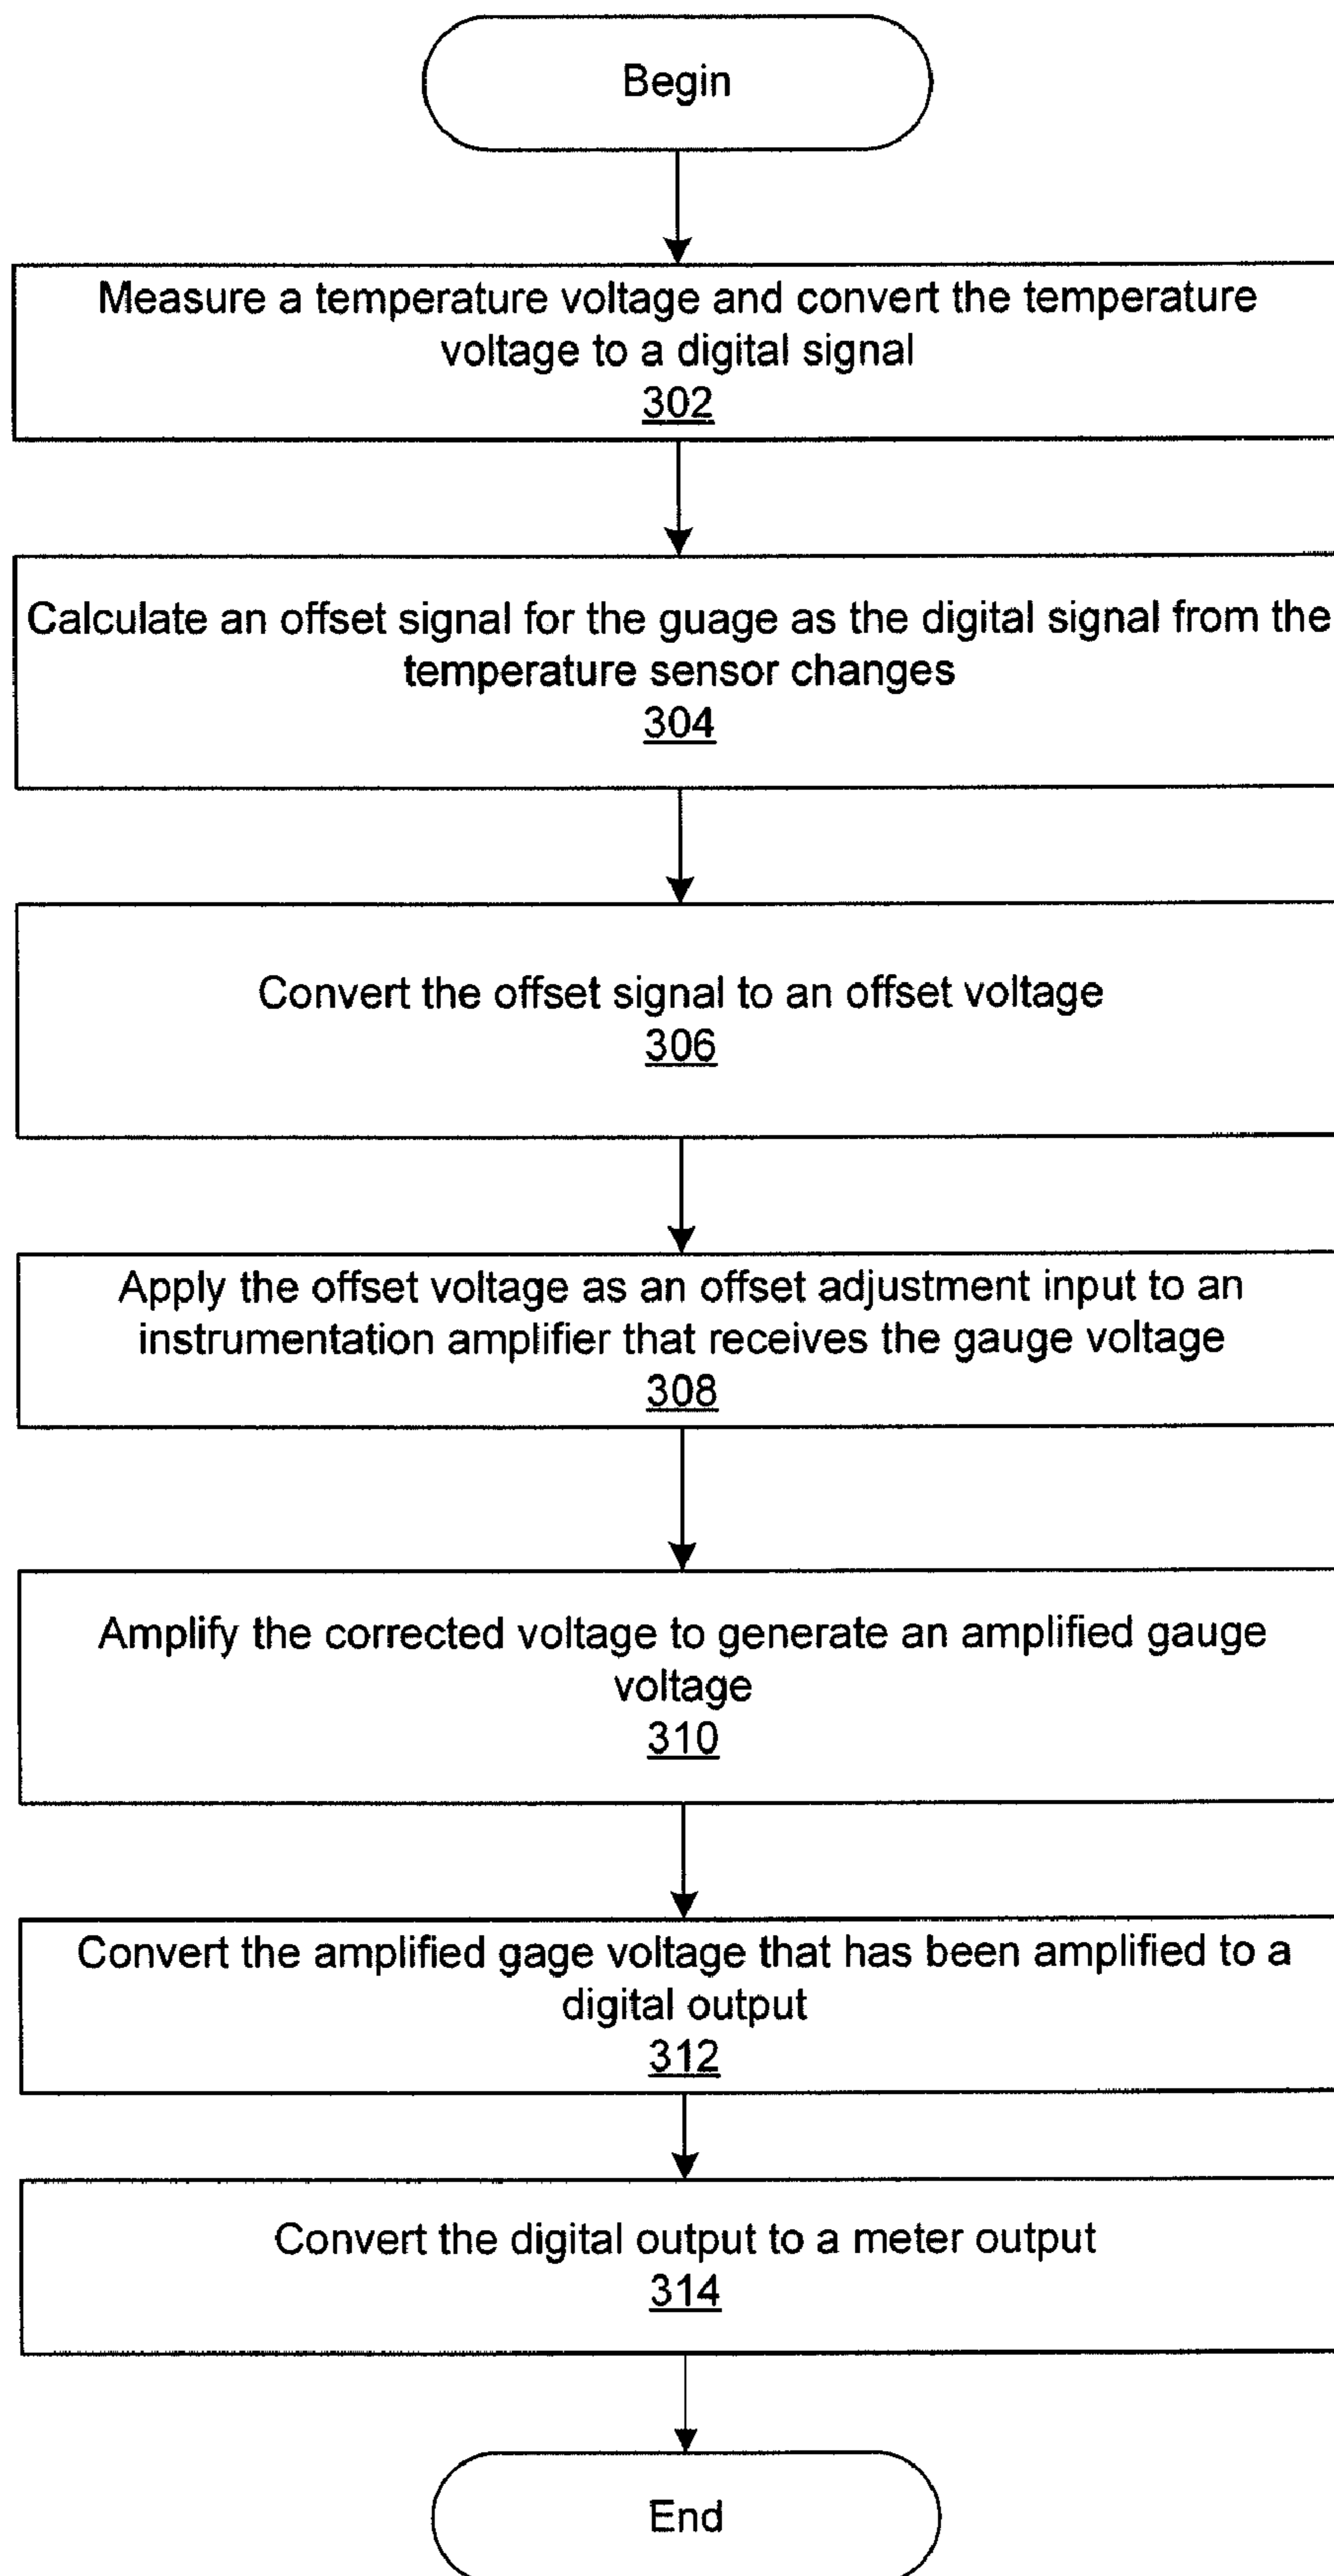 Begin
Measure a temperature voltage and convert the temperature
voltage to a digital signal
302
Calculate an offset signal for the guage as the digital signal from the
temperature sensor changes
304
Convert the offset signal to an offset voltage
306
Apply the offset voltage as an offset adjustment input to an
instrumentation amplifier that receives the gauge voltage
308
Amplify the corrected voltage to generate an amplified gauge
voltage
310
Convert the amplified gage voltage that has been amplified to a
digital output
312
Convert the digital output to a meter output
314
End